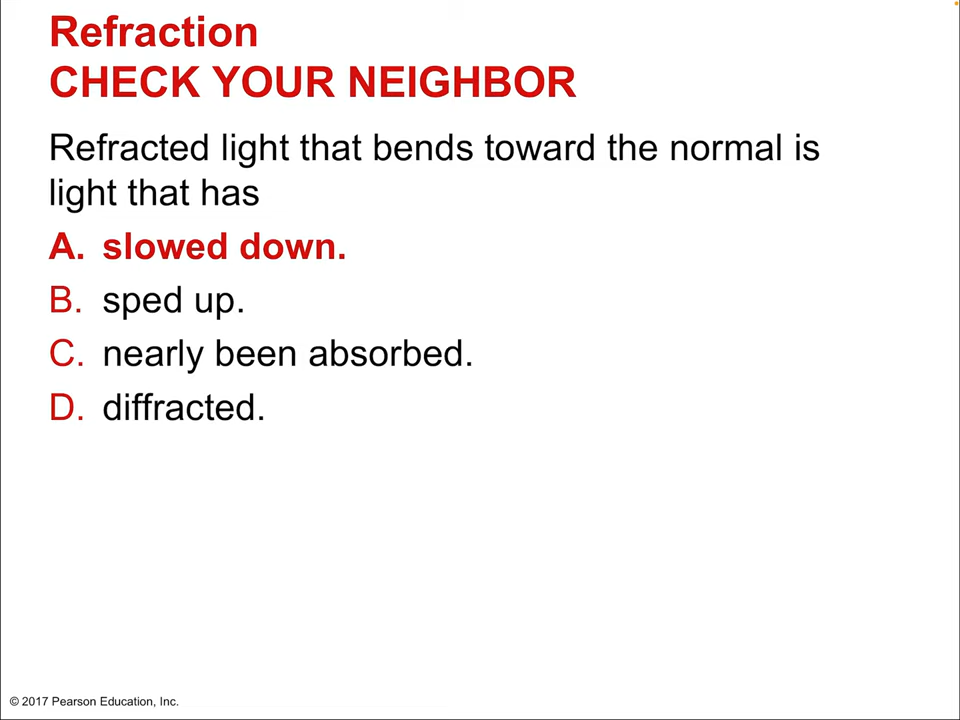 Refraction
CHECK YOUR NEIGHBOR
Refracted light that bends toward the normal is
light that has
A. slowed down.
B. sped up.
C. nearly been absorbed.
D. diffracted.
© 2017 Pearson Education, Inc.